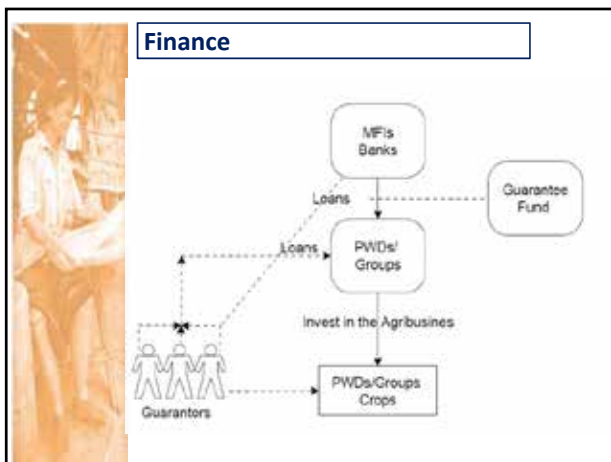 Finance
MFIs
Banks
Loans
Guarantee
Fund
Loans
PWDs/
Groups
Invest in the Agribusines
PWDs/Groups
Crops
Guarantors